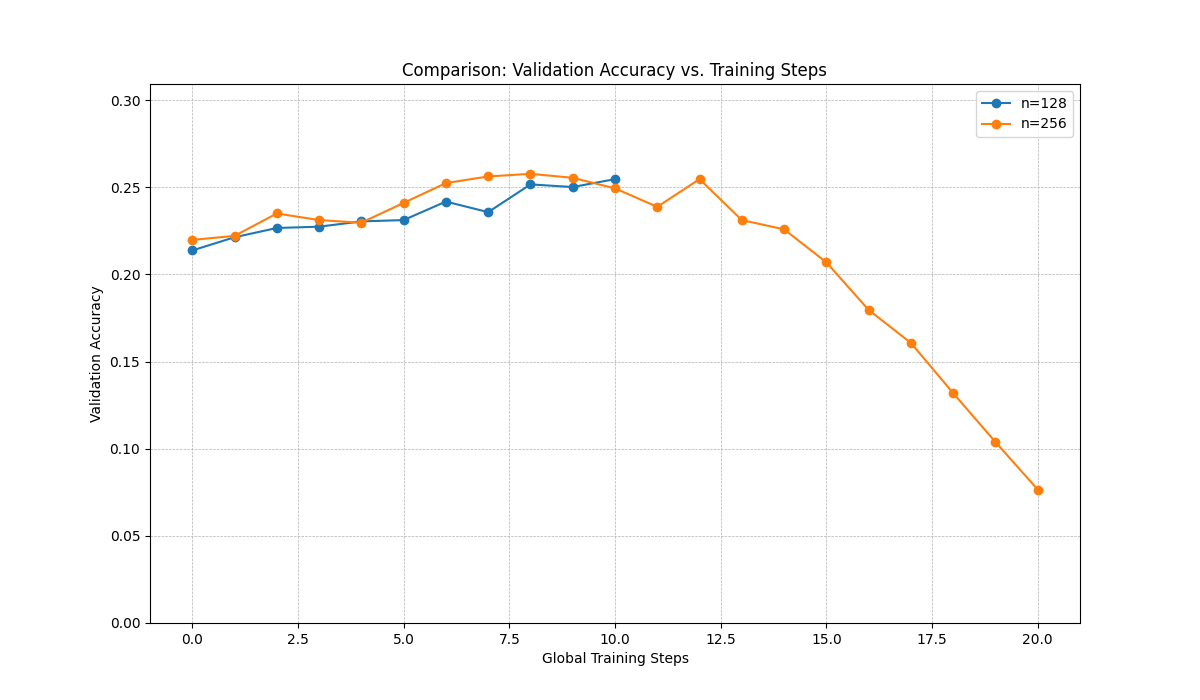 Comparison: Validation Accuracy vs. Training Steps
n=128
n=256
0.30
0.25
0.20
0.15
0.10
0.05
0.00
Validation Accuracy
0.0 2.5 5.0 7.5 10.0 12.5 15.0 17.5 20.0
Global Training Steps